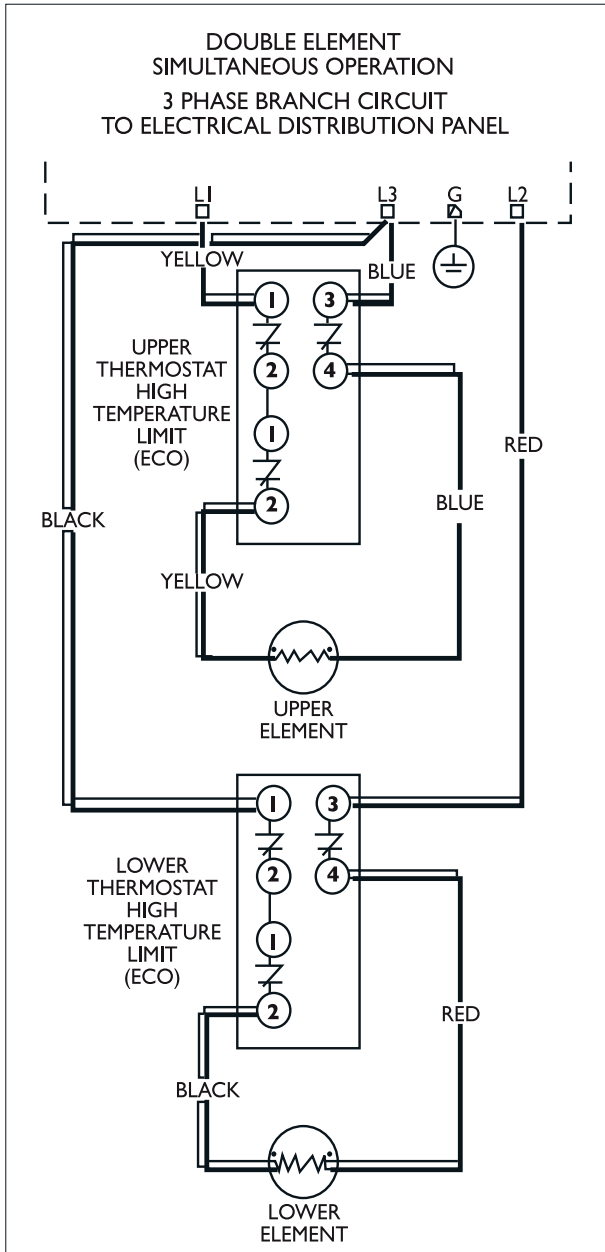 DOUBLE ELEMENT
SIMULTANEOUS OPERATION
3 PHASE BRANCH CIRCUIT
TO ELECTRICAL DISTRIBUTION PANEL
L1
L3
G
L2
YELLOW
BLUE
1
3
UPPER
THERMOSTAT
HIGH
TEMPERATURE
LIMIT
(ECO)
2
4
1
2
RED
BLACK
BLUE
YELLOW
UPPER
ELEMENT
1
3
LOWER
THERMOSTAT
HIGH
TEMPERATURE
LIMIT
(ECO)
2
4
1
2
RED
BLACK
LOWER
ELEMENT